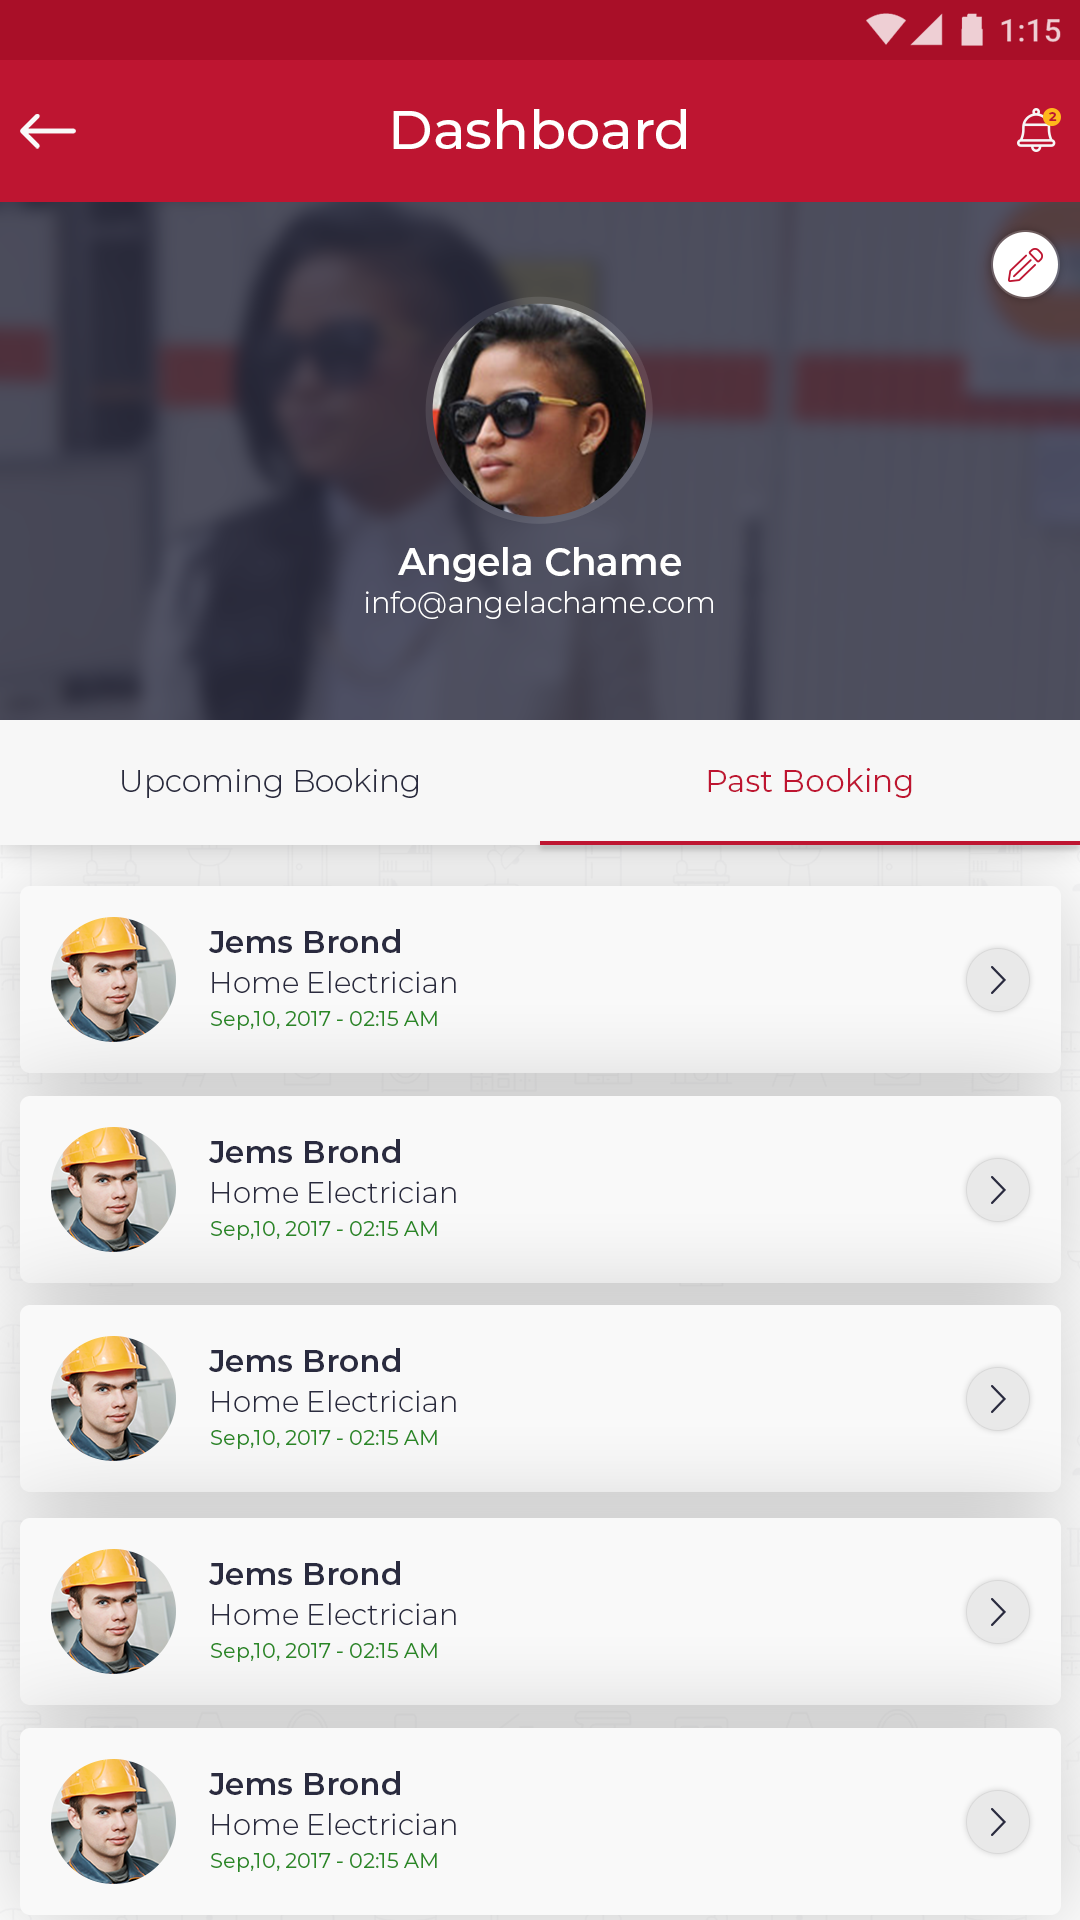 1:15
Dashboard
2
Angela Chame
info@angelachame.com
Upcoming Booking
Past Booking
Jems Brond
Home Electrician
Sep,10, 2017 - 02:15 AM
Jems Brond
Home Electrician
Sep,10, 2017 - 02:15 AM
Jems Brond
Home Electrician
Sep,10, 2017 - 02:15 AM
Jems Brond
Home Electrician
Sep,10, 2017 - 02:15 AM
Jems Brond
Home Electrician
Sep,10, 2017 - 02:15 AM